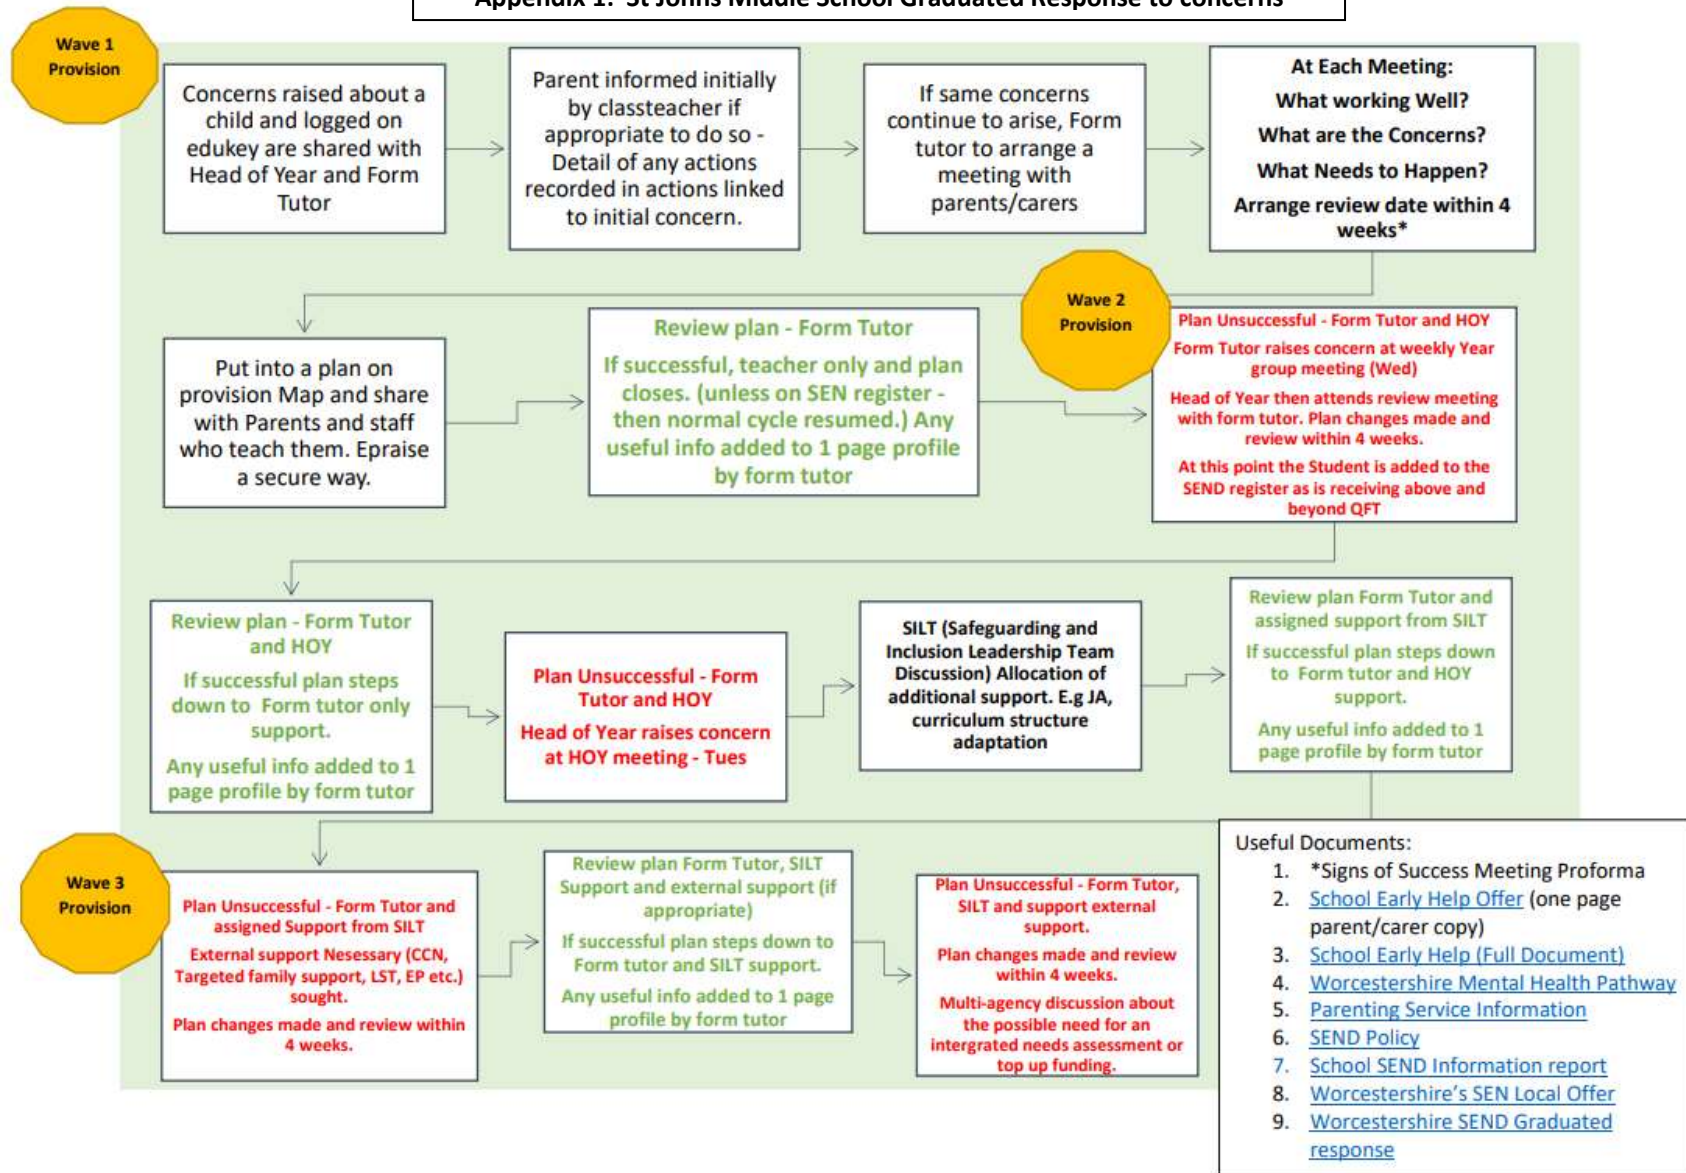 Appendix 1: St Johns Middle School Graduated Response to concerns
Wave 1
Provision
Concerns raised about a
child and logged on
edukey are shared with
Head of Year and Form
Tutor
Parent informed initially
by classteacher if
appropriate to do so -
Detail of any actions
recorded in actions linked
to initial concern.
If same concerns
continue to arise, Form
tutor to arrange a
meeting with
parents/carers
At Each Meeting:
What working Well?
What are the Concerns?
What Needs to Happen?
Arrange review date within 4
weeks*
Put into a plan on
provision Map and share
with Parents and staff
who teach them. Epraise
a secure way.
Review plan - Form Tutor
If successful, teacher only and plan
closes. (unless on SEN register -
then normal cycle resumed.) Any
useful info added to 1 page profile
by form tutor
Wave 2
Provision
Plan Unsuccessful - Form Tutor and HOY
Form Tutor raises concern at weekly Year
group meeting (Wed)
Head of Year then attends review meeting
with form tutor. Plan changes made and
review within 4 weeks.
At this point the Student is added to the
SEND register as is receiving above and
beyond QFT
Review plan - Form Tutor
and HOY
If successful plan steps
down to Form tutor only
support.
Any useful info added to 1
page profile by form tutor
Plan Unsuccessful - Form
Tutor and HOY
Head of Year raises concern
at HOY meeting - Tues
SILT (Safeguarding and
Inclusion Leadership Team
Discussion) Allocation of
additional support. E.g JA,
curriculum structure
adaptation
Review plan Form Tutor and
assigned support from SILT
If successful plan steps down
to Form tutor and HOY
support.
Any useful info added to 1
page profile by form tutor
Wave 3
Provision
Plan Unsuccessful - Form Tutor and
assigned Support from SILT
External support Nesessary (CCN,
Targeted family support, LST, EP etc.)
sought.
Plan changes made and review within
4 weeks.
Review plan Form Tutor, SILT
Support and external support (if
appropriate)
If successful plan steps down to
Form tutor and SILT support.
Any useful info added to 1 page
profile by form tutor
Plan Unsuccessful - Form Tutor,
SILT and support external
support.
Plan changes made and review
within 4 weeks.
Multi-agency discussion about
the possible need for an
intergrated needs assessment or
top up funding.
Useful Documents:
1. *Signs of Success Meeting Proforma
2. School Early Help Offer (one page
parent/carer copy)
3. School Early Help (Full Document)
4. Worcestershire Mental Health Pathway
5. Parenting Service Information
6. SEND Policy
7. School SEND Information report
8. Worcestershire's SEN Local Offer
9. Worcestershire SEND Graduated
response